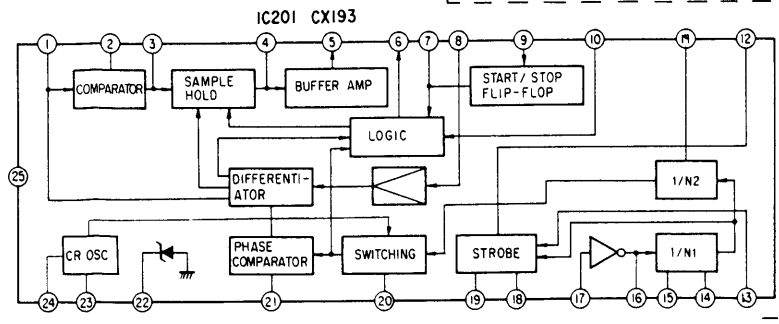 IC201 CX193
1 2 3 4 5 6 7 8 9 10 11 12
COMPARATOR
SAMPLE
HOLD
BUFFER AMP
START/STOP
FLIP-FLOP
LOGIC
25
DIFFERENTI-
ATOR
1/N2
CR OSC
PHASE
COMPARATOR
SWITCHING
STROBE
1/N1
24 23 22 21 20 19 18 17 16 15 14 13